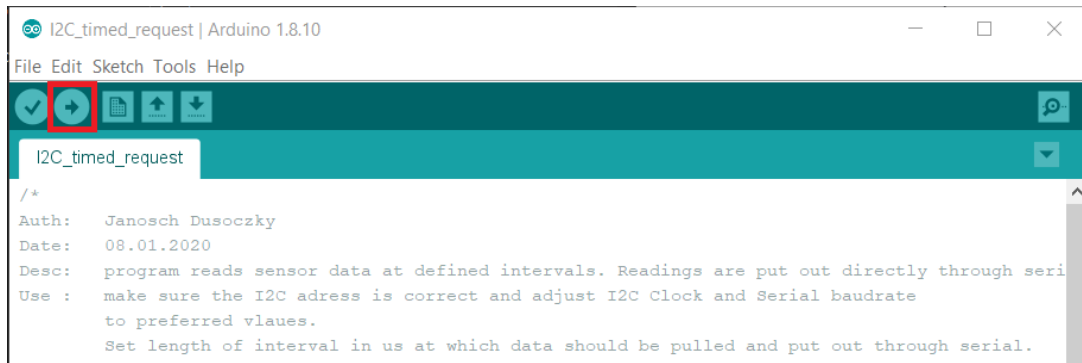 I2C_timed_request | Arduino 1.8.10
File Edit Sketch Tools Help
I2C_timed_request
/*
Auth: Janosch Dusoczky
Date: 08.01.2020
Desc: program reads sensor data at defined intervals. Readings are put out directly through seri
Use : make sure the I2C adress is correct and adjust I2C Clock and Serial baudrate
to preferred vlaues.
Set length of interval in us at which data should be pulled and put out through serial.